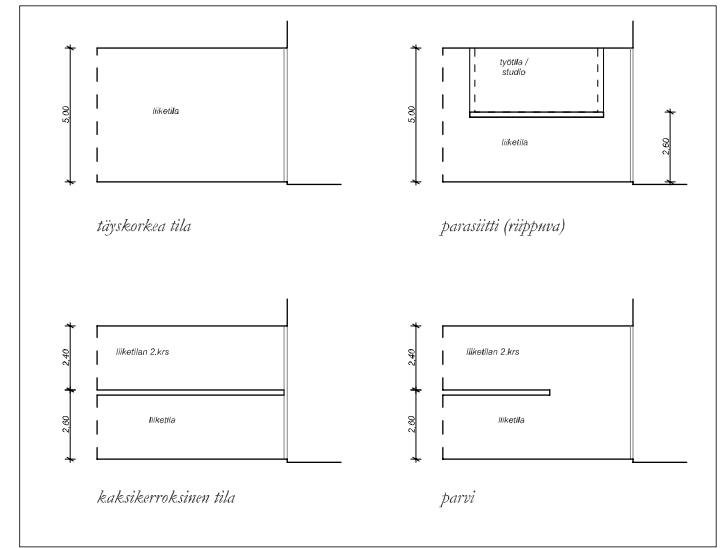 5.00
liiketila
täyskorkea tila
5.00
työtila /
studio
liiketila
2.60
parasiitti (riippuva)
2.40
liiketilan 2.krs
2.60
liiketila
kaksikerroksinen tila
2.40
liiketilan 2.krs
2.60
liiketila
parvi